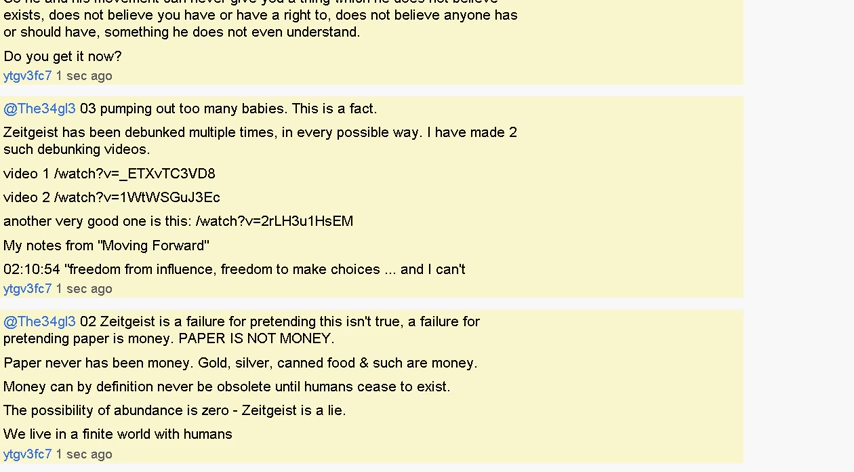 exists, does not believe you have or have a right to, does not believe anyone has
or should have, something he does not even understand.
Do you get it now?
ytgv3fc7 1 sec ago
@The34gl3 03 pumping out too many babies. This is a fact.
Zeitgeist has been debunked multiple times, in every possible way. I have made 2
such debunking videos.
video 1 /watch?v=_ETXvTC3VD8
video 2 /watch?v=1WtWSGuJ3Ec
another very good one is this: /watch?v=2rLH3u1HsEM
My notes from "Moving Forward"
02:10:54 "freedom from influence, freedom to make choices ... and I can't
ytgv3fc7 1 sec ago
@The34gl3 02 Zeitgeist is a failure for pretending this isn't true, a failure for
pretending paper is money. PAPER IS NOT MONEY.
Paper never has been money. Gold, silver, canned food & such are money.
Money can by definition never be obsolete until humans cease to exist.
The possibility of abundance is zero - Zeitgeist is a lie.
We live in a finite world with humans
ytgv3fc7 1 sec ago